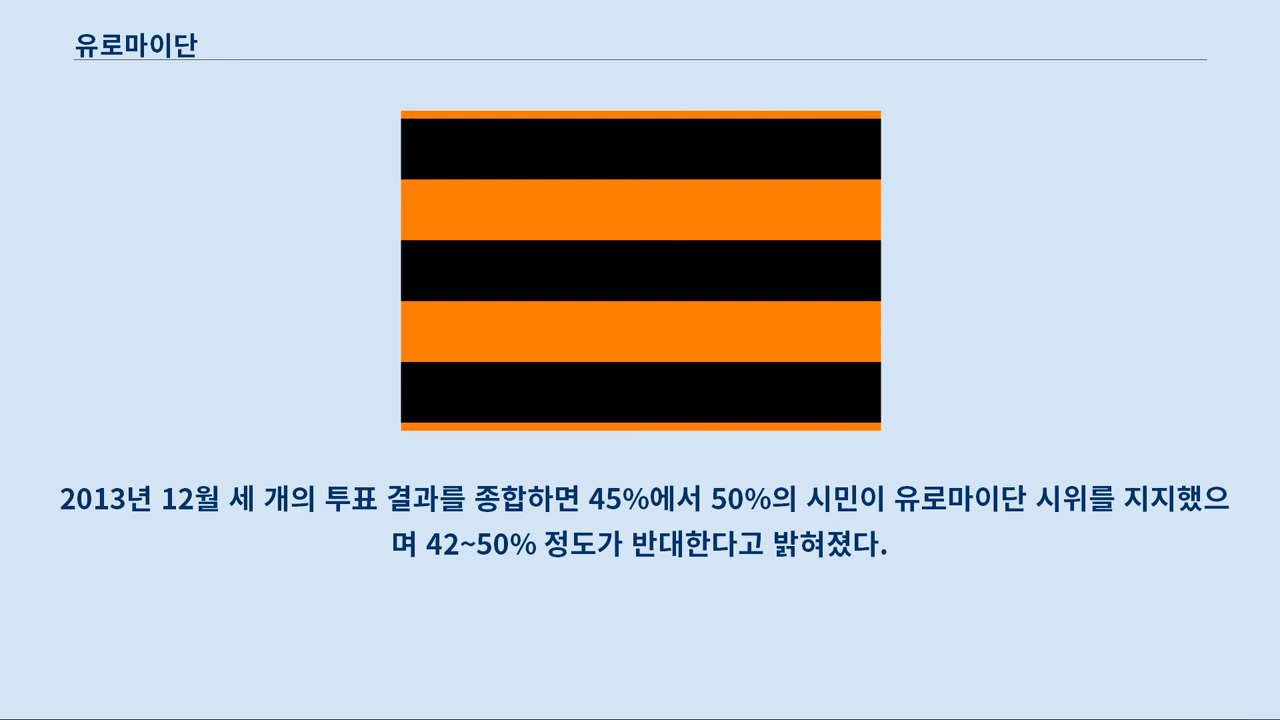 유로마이단
2013년 12월 세 개의 투표 결과를 종합하면 45%에서 50%의 시민이 유로마이단 시위를 지지했으
며 42~50% 정도가 반대한다고 밝혀졌다.